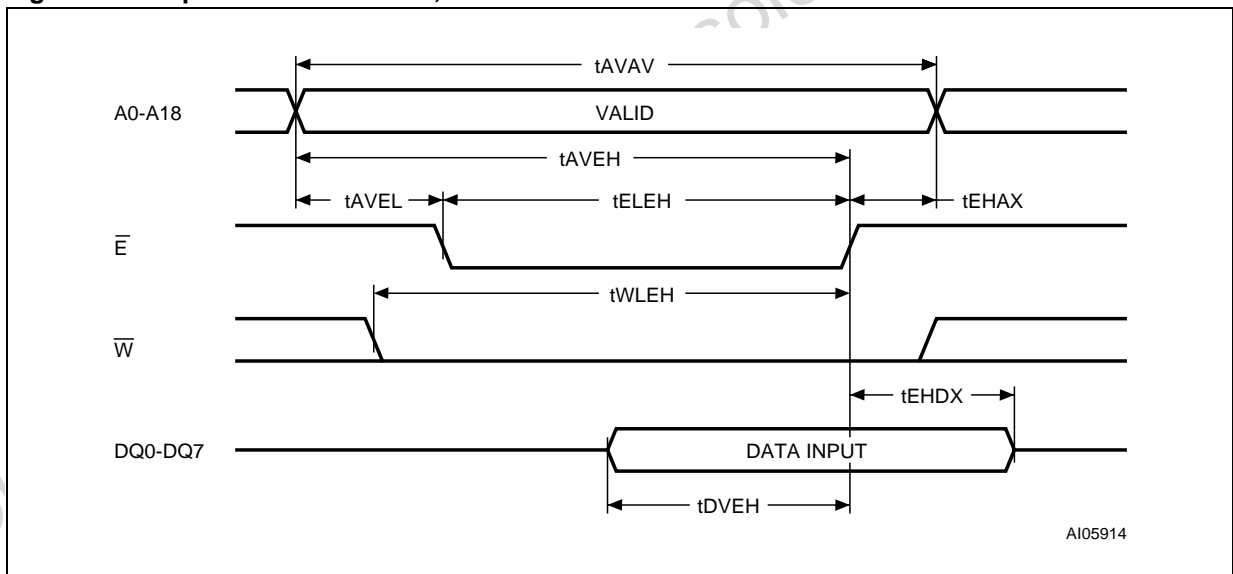 tAVAV
A0-A18
VALID
tAVEH
tAVEL
tELEH
tEHAX
E
tWLEH
W
tEHDX
DQ0-DQ7
DATA INPUT
tDVEH
AI05914